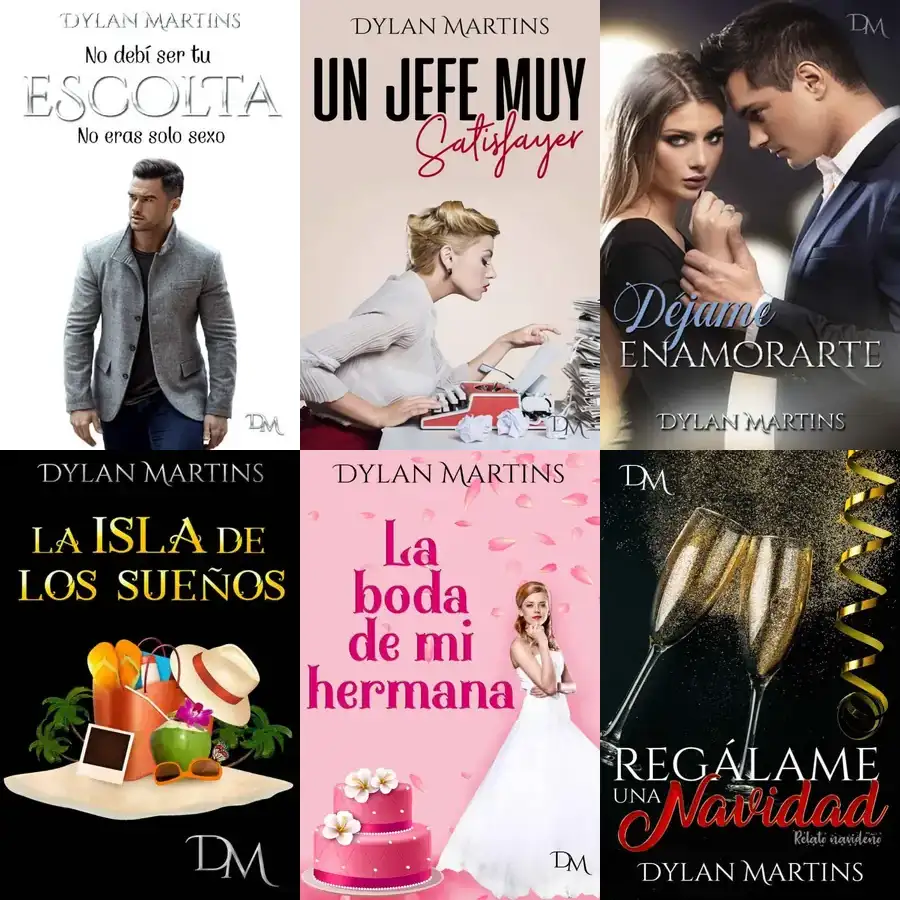 DYLAN MARTINS
No debí ser tu
ESCOLTA
No eras solo sexo
DM
DYLAN MARTINS
UN JEFE MUY
Satisfayer
DM
DM
Déjame
ENAMORARTE
DYLAN MARTINS
DYLAN MARTINS
LA ISLA DE
LOS SUEÑOS
DM
DYLAN MARTINS
La
boda
de mi
hermana
DM
DM
REGÁLAME
UNA Navidad
Relato navideño
DYLAN MARTINS